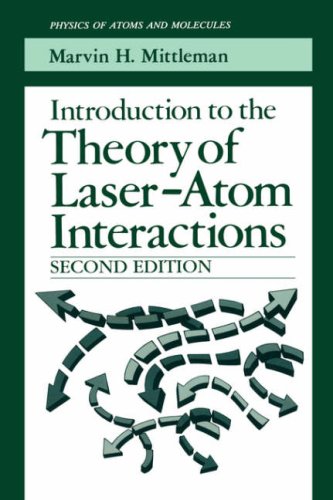 PHYSICS OF ATOMS AND MOLECULES
Marvin H. Mittleman
Introduction to the
Theory of
Laser–Atom
Interactions
SECOND EDITION